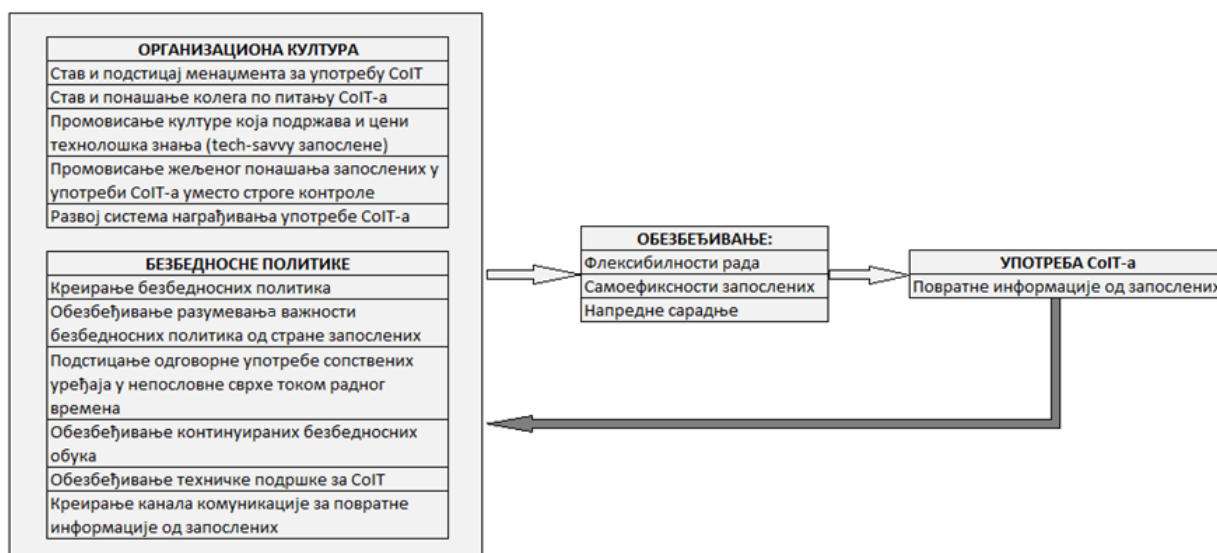 ОРГАНИЗАЦИОНА КУЛТУРА
Став и подстицај менаџмента за употребу CoIT
Став и понашање колега по питању CoIT-а
Промовисање културе која подржава и цени
технолошка знања (tech-savvy запослене)
Промовисање жељеног понашања запослених у
употреби CoIT-а уместо строге контроле
Развој система награђивања употребе CoIT-а
БЕЗБЕДНОСНЕ ПОЛИТИКЕ
Креирање безбедносних политика
Обезбеђивање разумевања важности
безбедносних политика од стране запослених
Подстицање одговорне употребе сопствених
уређаја у непословне сврхе током радног
времена
Обезбеђивање континуираних безбедносних
обука
Обезбеђивање техничке подршке за CoIT
Креирање канала комуникације за повратне
информације од запослених
ОБЕЗБЕЂИВАЊЕ:
Флексибилности рада
Самоефиксности запослених
Напредне сарадње
УПОТРЕБА CoIT-а
Повратне информације од запослених